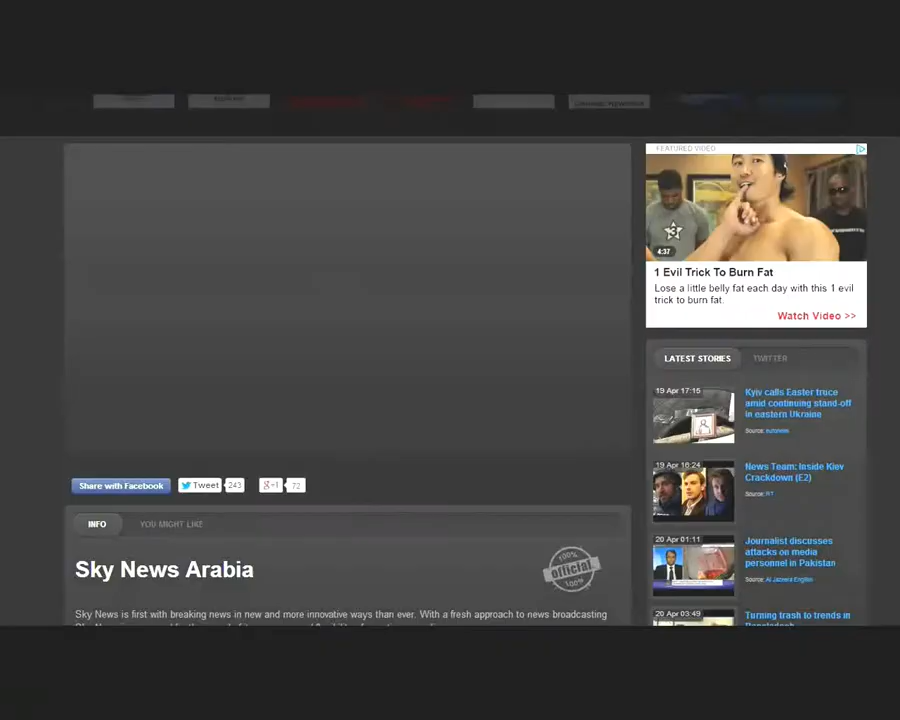 FEATURED VIDEO
4:37
1 Evil Trick To Burn Fat
Lose a little belly fat each day with this 1 evil
trick to burn fat.
Watch Video >>
Share with Facebook
Tweet
243
g+1
72
INFO
YOU MIGHT LIKE
Sky News Arabia
100%
official
100%
Sky News is first with breaking news in new and more innovative ways than ever. With a fresh approach to news broadcasting
LATEST STORIES
TWITTER
19 Apr 17:15
Kyiv calls Easter truce
amid continuing stand-off
in eastern Ukraine
Source: euronews
19 Apr 16:24
News Team: Inside Kiev
Crackdown (E2)
Source: RT
20 Apr 01:11
Journalist discusses
attacks on media
personnel in Pakistan
Source: Al Jazeera English
20 Apr 03:49
Turning trash to trends in
Bangladesh